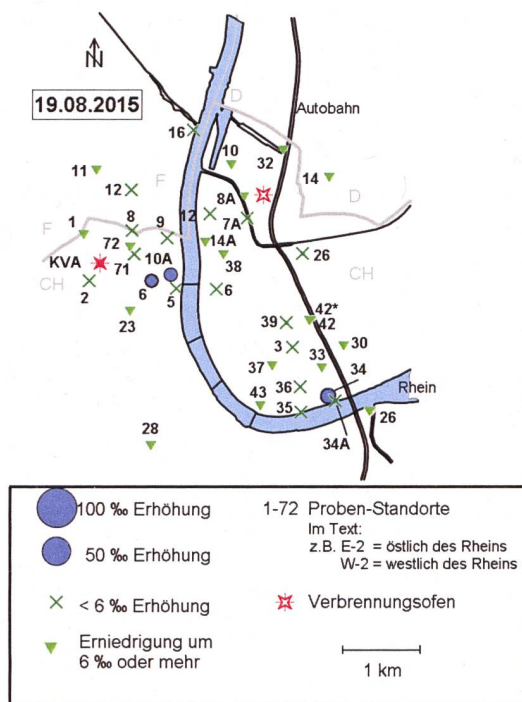 N
19.08.2015
D
Autobahn
16
11
10
32
14
D
12
F
8A
12
7A
1
F
8
9
72
14A
KVA
71
10A
38
26
CH
CH
2
6
5
6
23
42*
42
39
3
30
33
37
34
43
36
35
Rhein
26
34A
28
100 ‰ Erhöhung
50 ‰ Erhöhung
< 6 ‰ Erhöhung
Erniedrigung um
6 ‰ oder mehr
1-72 Proben-Standorte
Im Text:
z.B. E-2 = östlich des Rheins
W-2 = westlich des Rheins
Verbrennungsofen
1 km